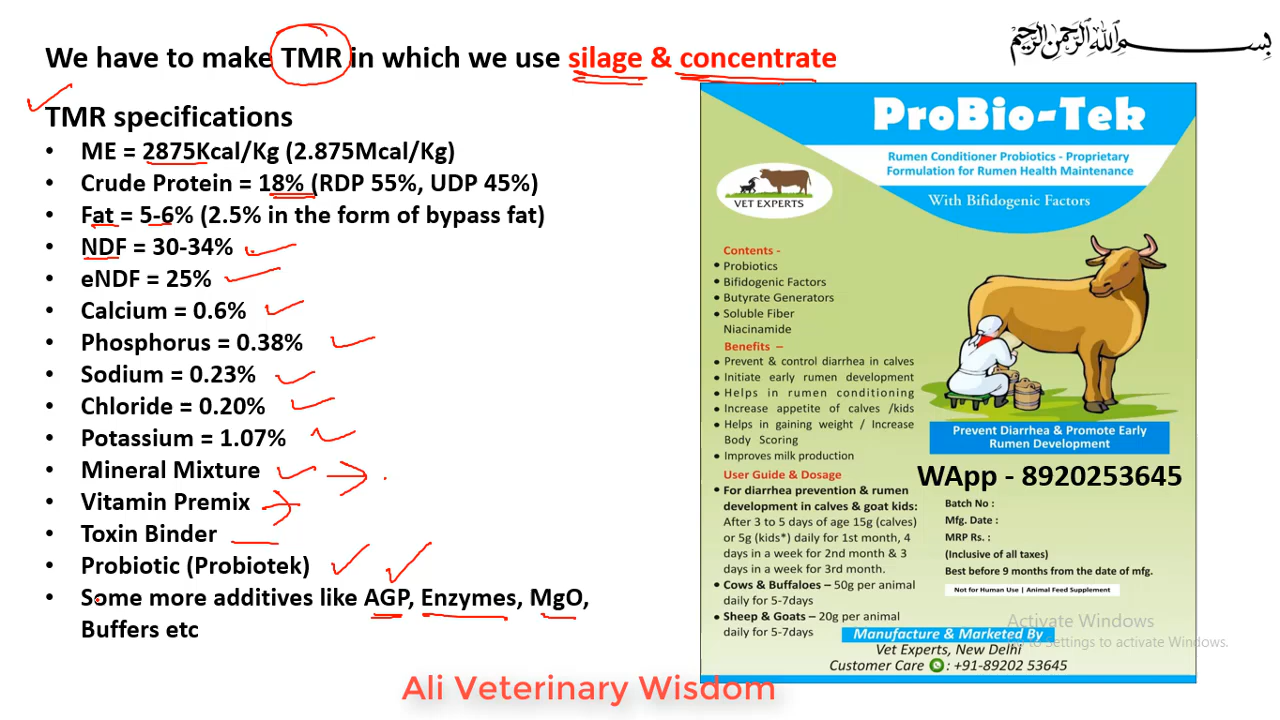 We have to make TMR in which we use silage & concentrate
بسم الله الرحمن الرحيم
TMR specifications
• ME = 2875Kcal/Kg (2.875Mcal/Kg)
• Crude Protein = 18% (RDP 55%, UDP 45%)
• Fat = 5-6% (2.5% in the form of bypass fat)
• NDF = 30-34%
• eNDF = 25%
• Calcium = 0.6%
• Phosphorus = 0.38%
• Sodium = 0.23%
• Chloride = 0.20%
• Potassium = 1.07%
• Mineral Mixture
• Vitamin Premix
• Toxin Binder
• Probiotic (Probiotek)
• Some more additives like AGP, Enzymes, MgO,
Buffers etc
ProBio-Tek
Rumen Conditioner Probiotics - Proprietary
Formulation for Rumen Health Maintenance
With Bifidogenic Factors
VET EXPERTS
Contents -
• Probiotics
• Bifidogenic Factors
• Butyrate Generators
• Soluble Fiber
Niacinamide
Benefits –
• Prevent & control diarrhea in calves
• Initiate early rumen development
• Helps in rumen conditioning
• Increase appetite of calves /kids
• Helps in gaining weight / Increase
Body Scoring
• Improves milk production
User Guide & Dosage
• For diarrhea prevention & rumen
development in calves & goat kids:
After 3 to 5 days of age 15g (calves)
or 5g (kids*) daily for 1st month, 4
days in a week for 2nd month & 3
days in a week for 3rd month.
• Cows & Buffaloes – 50g per animal
daily for 5-7days
• Sheep & Goats – 20g per animal
daily for 5-7days
Prevent Diarrhea & Promote Early
Rumen Development
WApp - 8920253645
Batch No :
Mfg. Date :
MRP Rs. :
(Inclusive of all taxes)
Best before 9 months from the date of mfg.
Not for Human Use | Animal Feed Supplement
Activate Windows
Go to Settings to activate Windows.
Manufacture & Marketed By
Vet Experts, New Delhi
Customer Care : +91-89202 53645
Ali Veterinary Wisdom